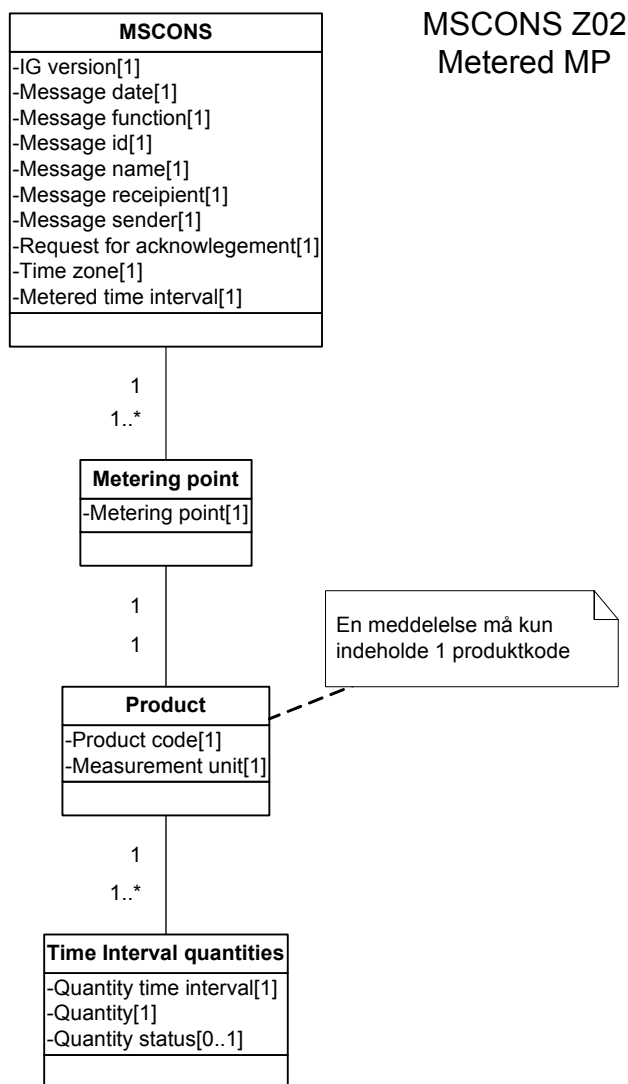 MSCONS Z02
Metered MP
MSCONS
-IG version[1]
-Message date[1]
-Message function[1]
-Message id[1]
-Message name[1]
-Message receipient[1]
-Message sender[1]
-Request for acknowlegement[1]
-Time zone[1]
-Metered time interval[1]
1
1..*
Metering point
-Metering point[1]
1
1
En meddelelse må kun
indeholde 1 produktkode
Product
-Product code[1]
-Measurement unit[1]
1
1..*
Time Interval quantities
-Quantity time interval[1]
-Quantity[1]
-Quantity status[0..1]